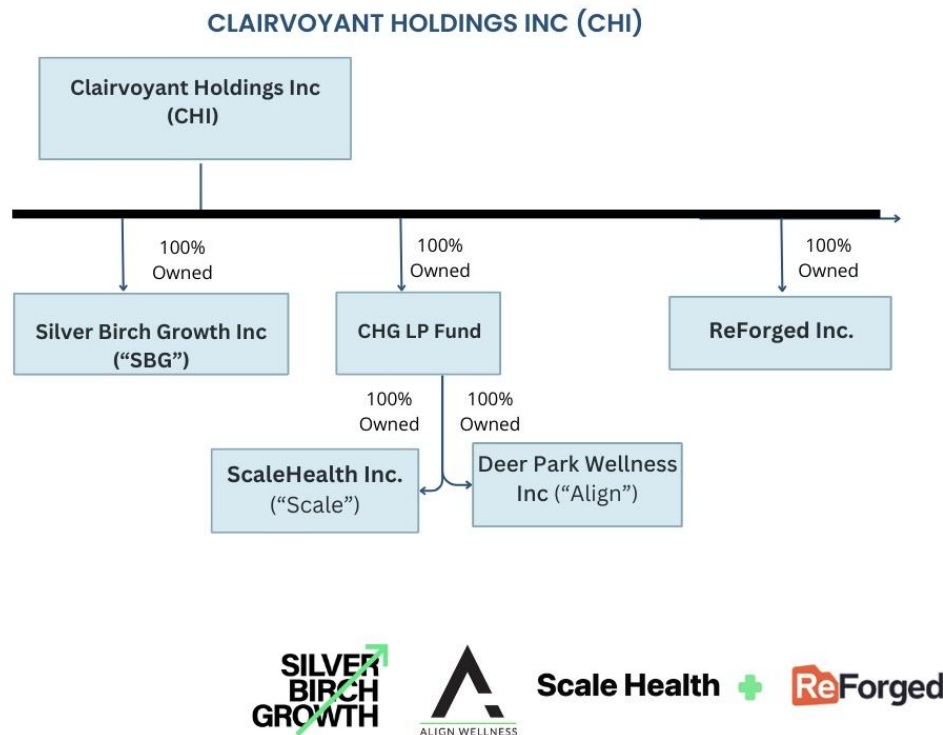 CLAIRVOYANT HOLDINGS INC (CHI)
Clairvoyant Holdings Inc
(CHI)
100%
Owned
100%
Owned
100%
Owned
Silver Birch Growth Inc
(“SBG”)
CHG LP Fund
ReForged Inc.
100%
Owned
100%
Owned
ScaleHealth Inc.
(“Scale”)
Deer Park Wellness
Inc (“Align”)
SILVER
BIRCH
GROWTH
ALIGN WELLNESS
Scale Health
ReForged